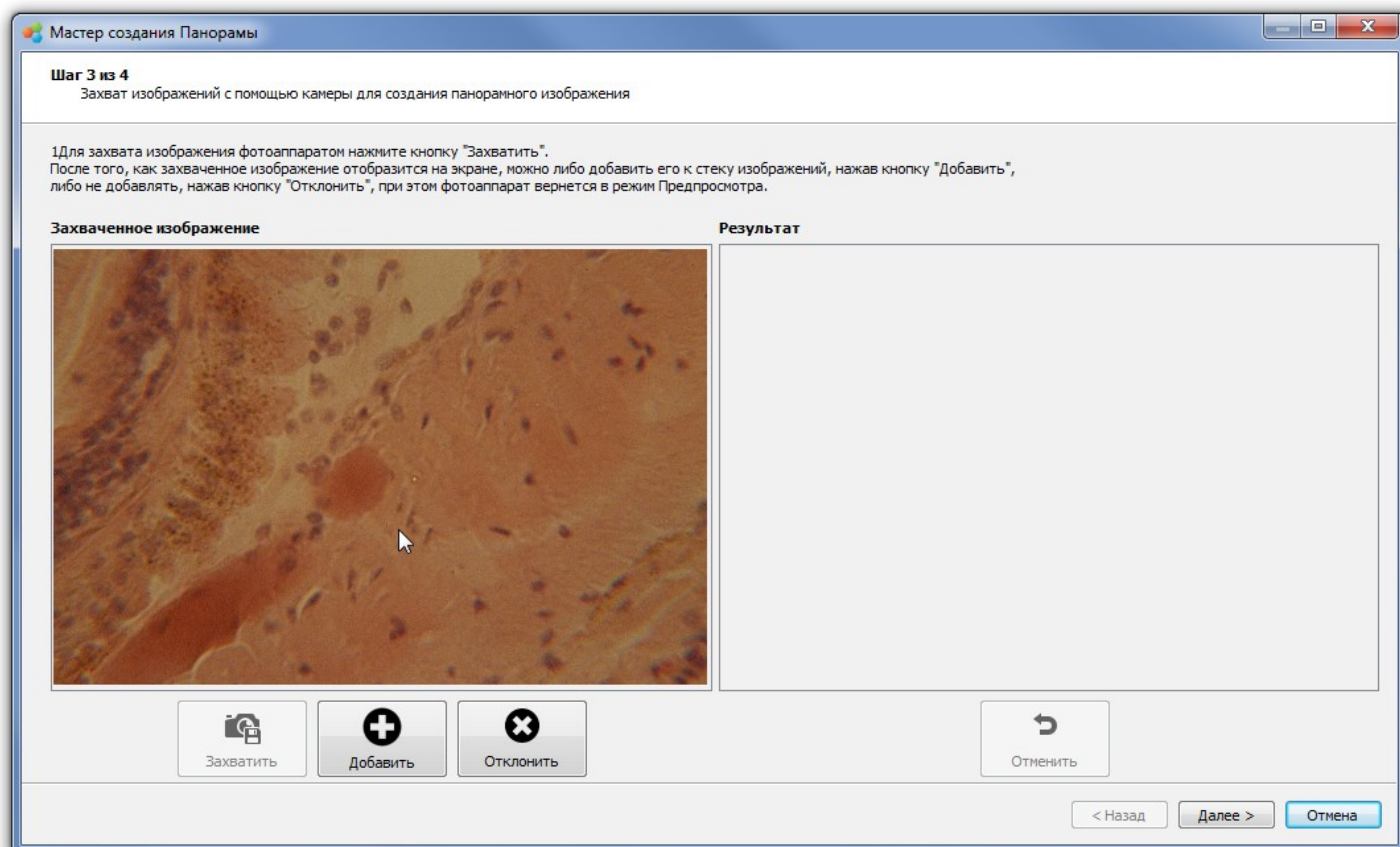 Мастер создания Панорамы
Шаг 3 из 4
Захват изображений с помощью камеры для создания панорамного изображения
1Для захвата изображения фотоаппаратом нажмите кнопку "Захватить".
После того, как захваченное изображение отобразится на экране, можно либо добавить его к стеку изображений, нажав кнопку "Добавить",
либо не добавлять, нажав кнопку "Отклонить", при этом фотоаппарат вернется в режим Предпросмотра.
Захваченное изображение
Результат
Захватить
Добавить
Отклонить
Отменить
< Назад
Далее >
Отмена